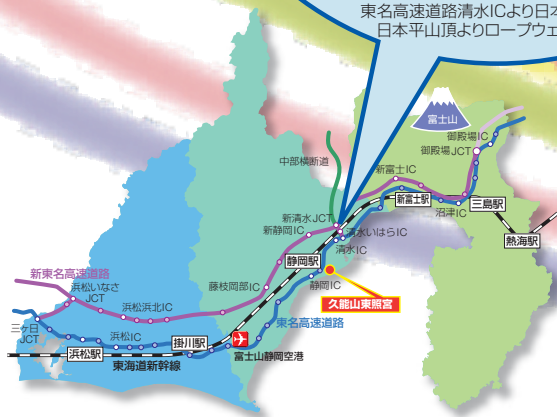 東名高速道路清水ICより日本
日本平山頂よりロープウェ
富士山
御殿場IC
御殿場JCT
中部横断道
新富士IC
新富士駅
三島駅
沼津IC
新清水JCT
新静岡IC
清水いはらIC
熱海駅
清水IC
静岡駅
新東名高速道路
浜松いなさ
JCT
藤枝岡部IC
静岡IC
久能山東照宮
浜松浜北IC
東名高速道路
三ヶ日
JCT
浜松IC
掛川駅
浜松駅
富士山静岡空港
東海道新幹線